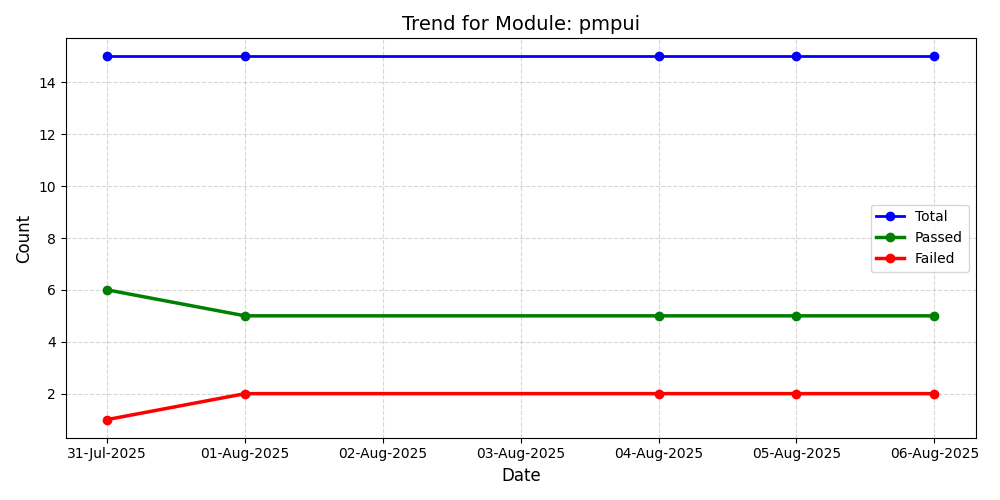 Trend for Module: pmpui
Count
14
12
10
8
6
4
2
Total
Passed
Failed
31-Jul-2025 01-Aug-2025 02-Aug-2025 03-Aug-2025 04-Aug-2025 05-Aug-2025 06-Aug-2025
Date